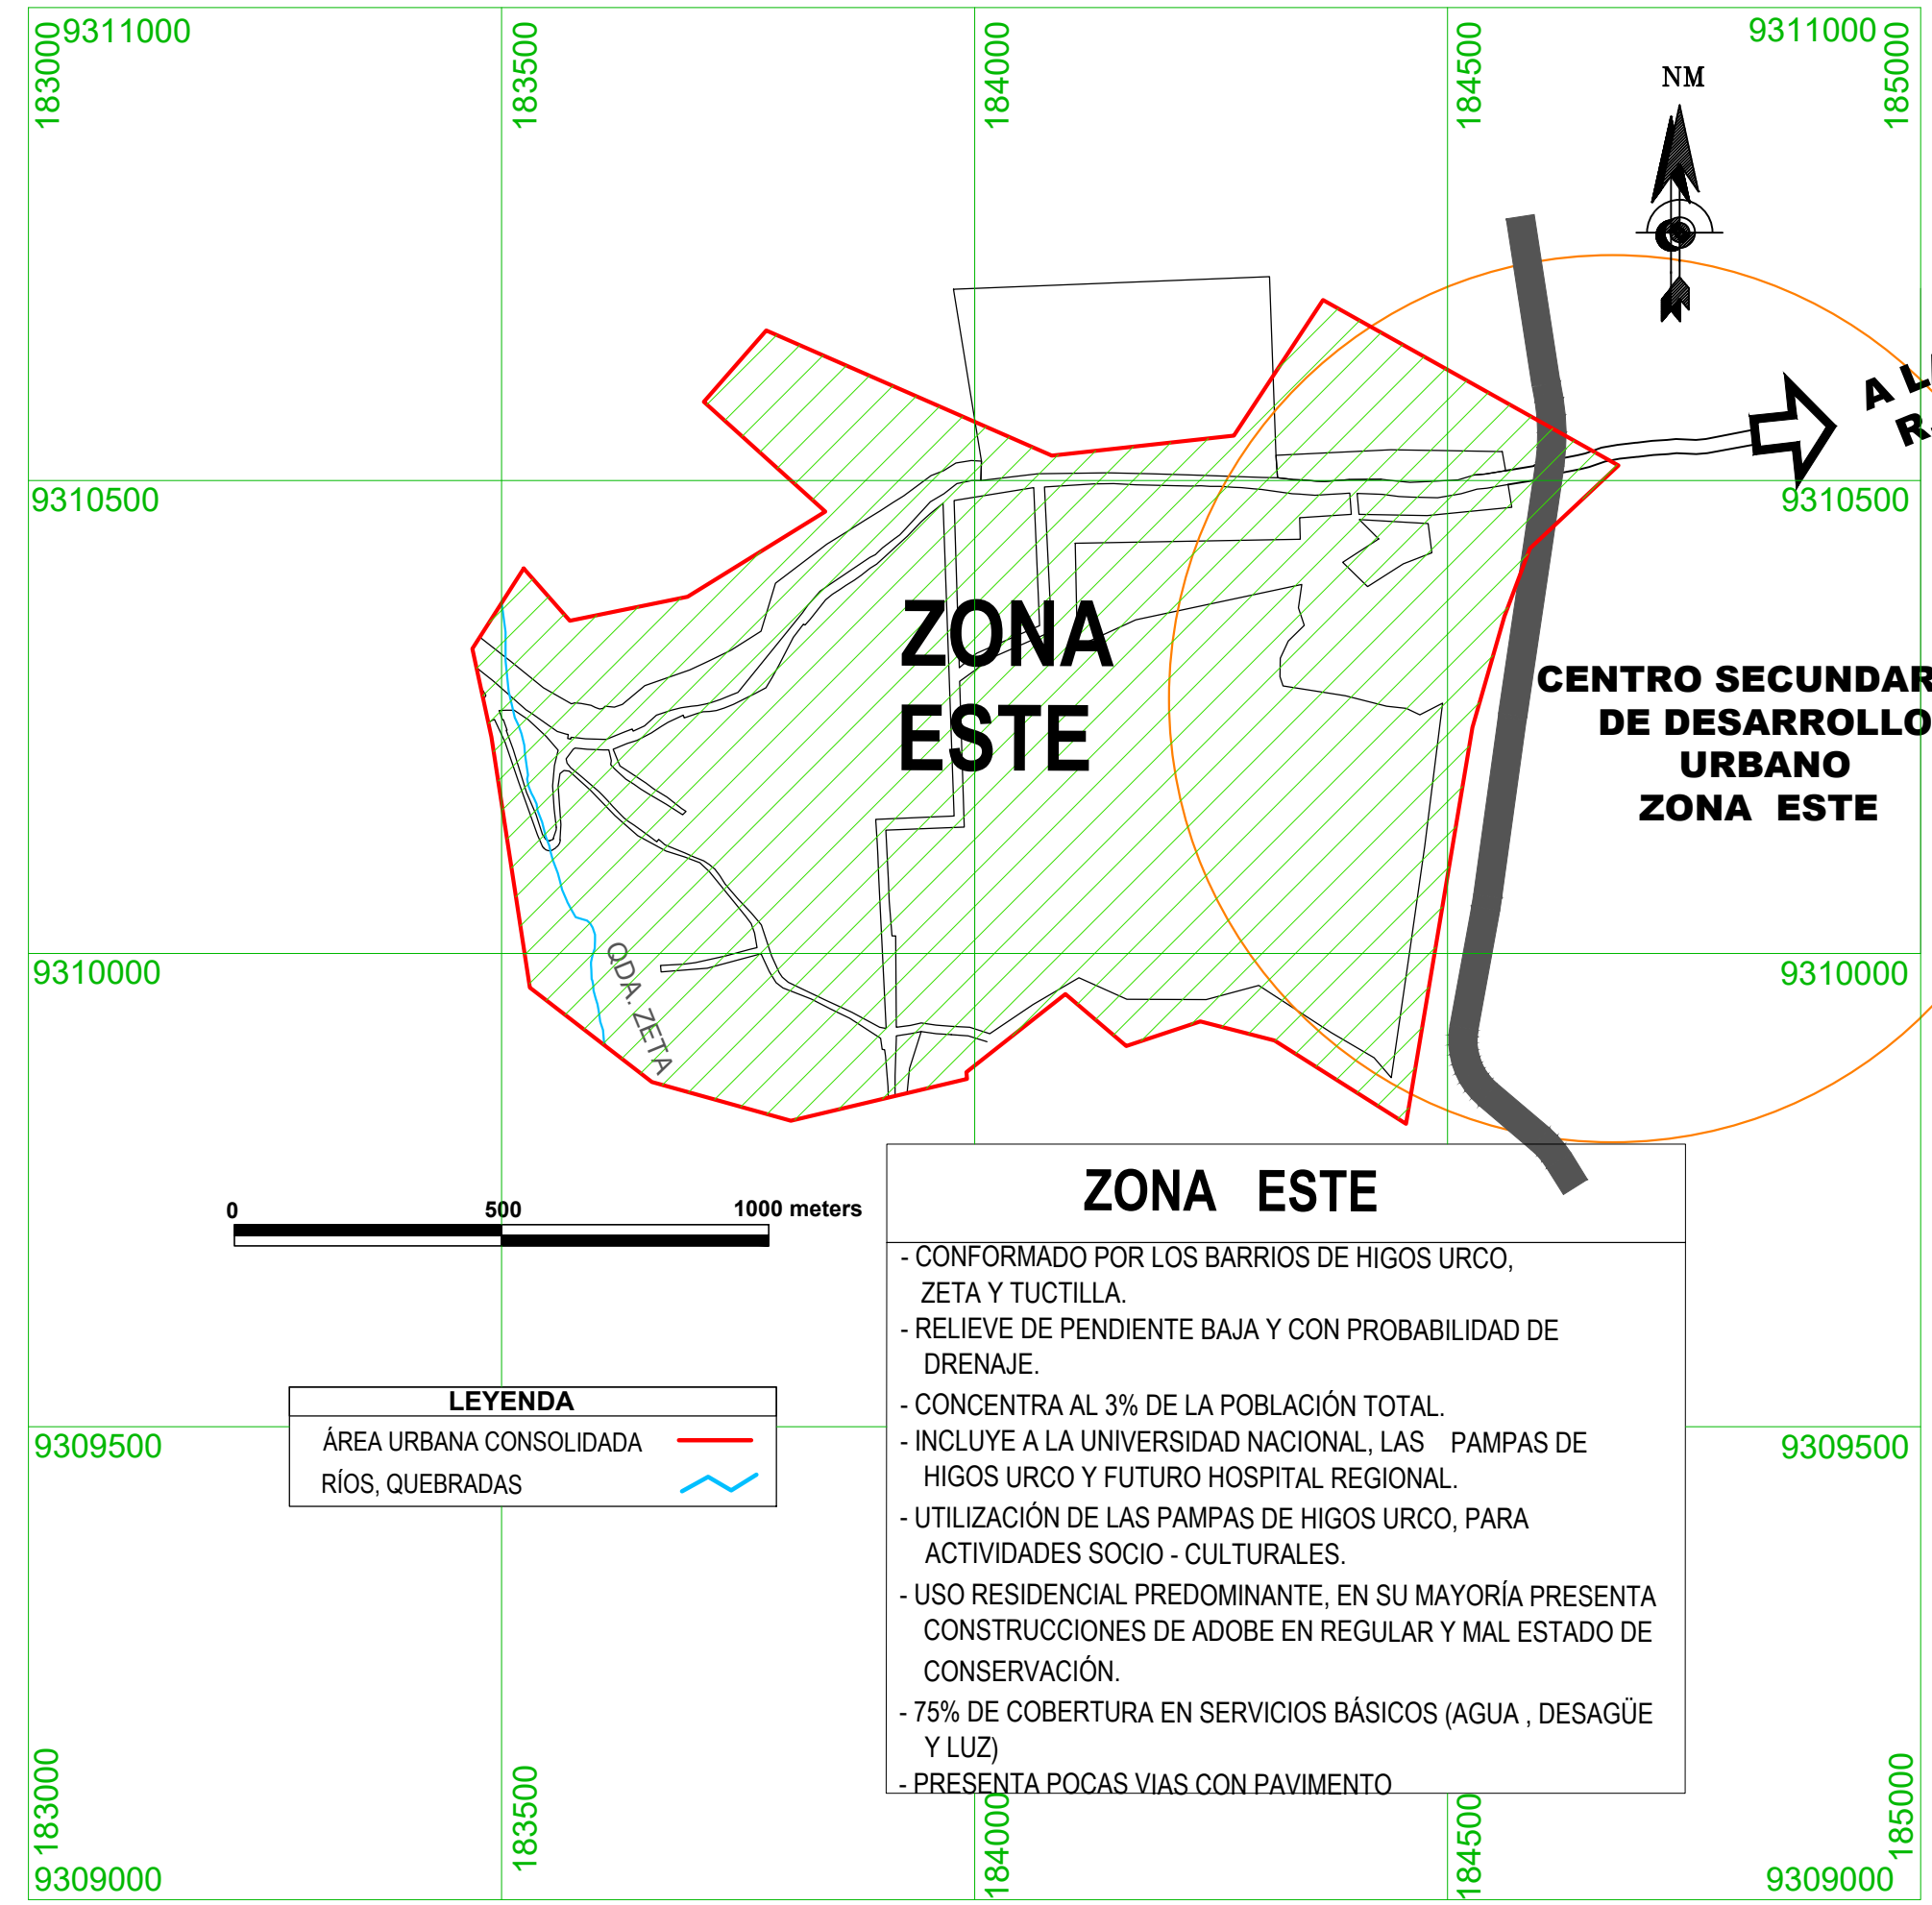 183000
9311000
183500
184000
184500
9311000
185000
NM
A L
R
9310500
9310500
ZONA
ESTE
CENTRO SECUNDAR
DE DESARROLLO
URBANO
ZONA ESTE
9310000
9310000
QDA. ZETA
0 500 1000 meters
ZONA ESTE
- CONFORMADO POR LOS BARRIOS DE HIGOS URCO,
ZETA Y TUCTILLA.
- RELIEVE DE PENDIENTE BAJA Y CON PROBABILIDAD DE
DRENAJE.
- CONCENTRA AL 3% DE LA POBLACIÓN TOTAL.
- INCLUYE A LA UNIVERSIDAD NACIONAL, LAS PAMPAS DE
HIGOS URCO Y FUTURO HOSPITAL REGIONAL.
- UTILIZACIÓN DE LAS PAMPAS DE HIGOS URCO, PARA
ACTIVIDADES SOCIO - CULTURALES.
- USO RESIDENCIAL PREDOMINANTE, EN SU MAYORÍA PRESENTA
CONSTRUCCIONES DE ADOBE EN REGULAR Y MAL ESTADO DE
CONSERVACIÓN.
- 75% DE COBERTURA EN SERVICIOS BÁSICOS (AGUA , DESAGÜE
Y LUZ)
- PRESENTA POCAS VIAS CON PAVIMENTO
LEYENDA
ÁREA URBANA CONSOLIDADA
RÍOS, QUEBRADAS
9309500
9309500
183000
183500
184000
184500
185000
9309000
9309000